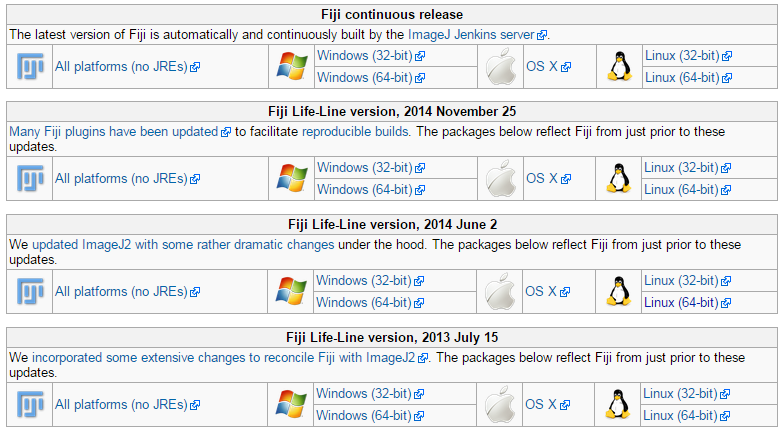 Fiji continuous release
The latest version of Fiji is automatically and continuously built by the ImageJ Jenkins server.
All platforms (no JREs)
Windows (32-bit)
Windows (64-bit)
OS X
Linux (32-bit)
Linux (64-bit)
Fiji Life-Line version, 2014 November 25
Many Fiji plugins have been updated to facilitate reproducible builds. The packages below reflect Fiji from just prior to these
updates.
All platforms (no JREs)
Windows (32-bit)
Windows (64-bit)
OS X
Linux (32-bit)
Linux (64-bit)
Fiji Life-Line version, 2014 June 2
We updated ImageJ2 with some rather dramatic changes under the hood. The packages below reflect Fiji from just prior to these
updates.
All platforms (no JREs)
Windows (32-bit)
Windows (64-bit)
OS X
Linux (32-bit)
Linux (64-bit)
Fiji Life-Line version, 2013 July 15
We incorporated some extensive changes to reconcile Fiji with ImageJ2. The packages below reflect Fiji from just prior to these
updates.
All platforms (no JREs)
Windows (32-bit)
Windows (64-bit)
OS X
Linux (32-bit)
Linux (64-bit)